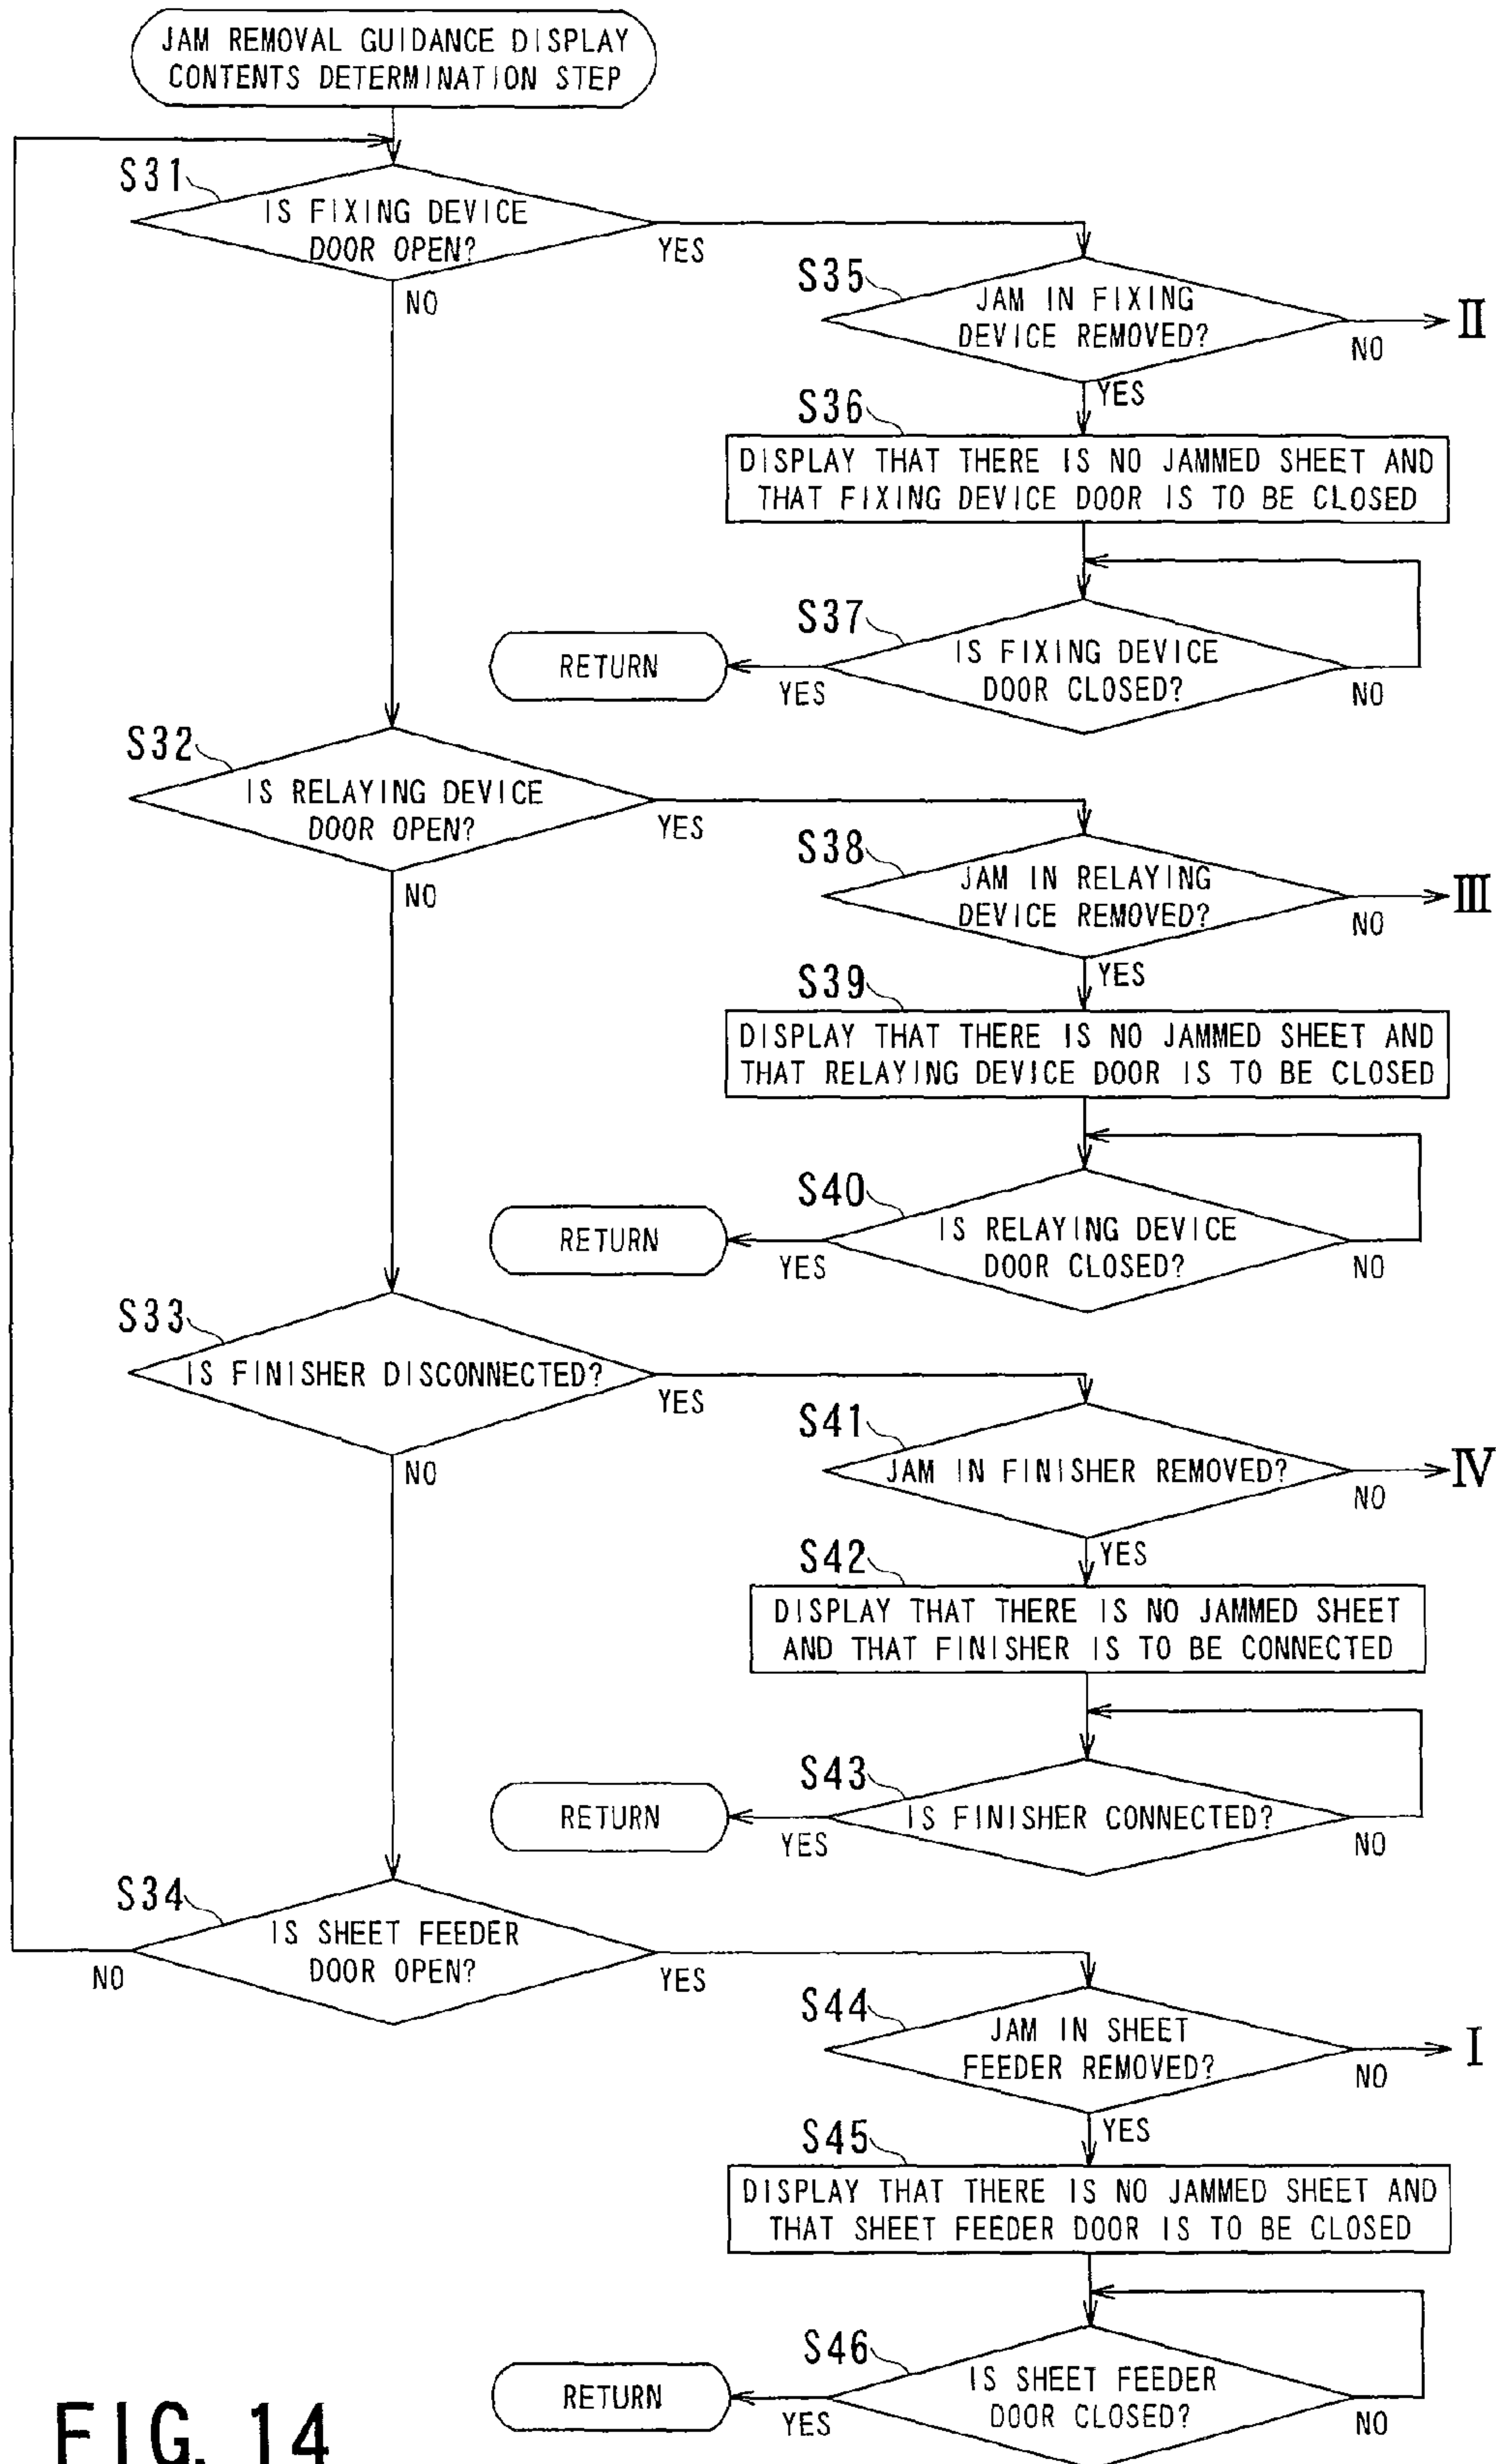 JAM REMOVAL GUIDANCE DISPLAY
CONTENTS DETERMINATION STEP
S31
IS FIXING DEVICE
DOOR OPEN?
YES
NO
S35
JAM IN FIXING
DEVICE REMOVED?
NO
II
YES
S36
DISPLAY THAT THERE IS NO JAMMED SHEET AND
THAT FIXING DEVICE DOOR IS TO BE CLOSED
S37
IS FIXING DEVICE
DOOR CLOSED?
NO
YES
RETURN
S32
IS RELAYING DEVICE
DOOR OPEN?
YES
NO
S38
JAM IN RELAYING
DEVICE REMOVED?
NO
III
YES
S39
DISPLAY THAT THERE IS NO JAMMED SHEET AND
THAT RELAYING DEVICE DOOR IS TO BE CLOSED
S40
IS RELAYING DEVICE
DOOR CLOSED?
NO
YES
RETURN
S33
IS FINISHER DISCONNECTED?
YES
NO
S41
JAM IN FINISHER REMOVED?
NO
IV
YES
S42
DISPLAY THAT THERE IS NO JAMMED SHEET
AND THAT FINISHER IS TO BE CONNECTED
S43
IS FINISHER CONNECTED?
NO
YES
RETURN
S34
IS SHEET FEEDER
DOOR OPEN?
NO
YES
S44
JAM IN SHEET
FEEDER REMOVED?
NO
I
YES
S45
DISPLAY THAT THERE IS NO JAMMED SHEET AND
THAT SHEET FEEDER DOOR IS TO BE CLOSED
S46
IS SHEET FEEDER
DOOR CLOSED?
NO
YES
RETURN
FIG. 14